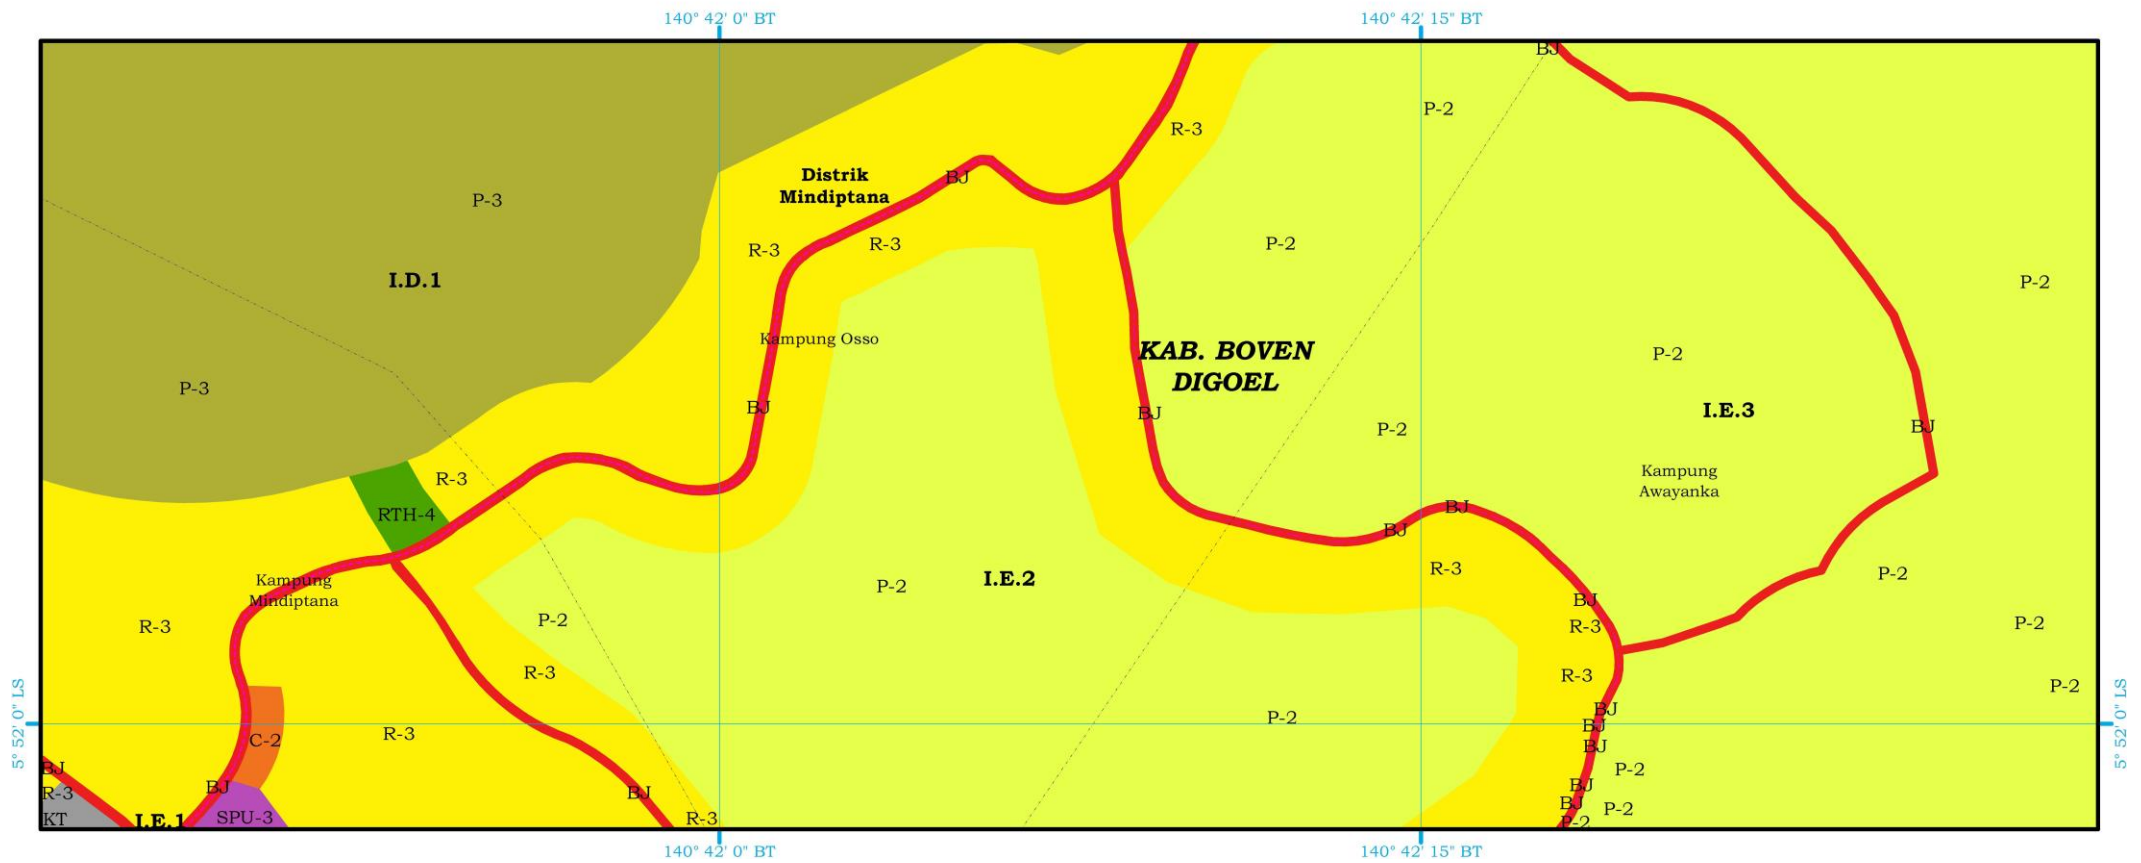 140° 42' 0" BT
140° 42' 15" BT
BJ
P-2
R-3
Distrik
Mindiptana
BJ
P-3
R-3
R-3
P-2
I.D.1
P-2
Kampung Osso
KAB. BOVEN
DIGOEL
P-2
P-3
BJ
BJ
I.E.3
P-2
BJ
R-3
Kampung
Awayanka
RTH-4
BJ
BJ
R-3
P-2
Kampung
Mindiptana
I.E.2
P-2
BJ
P-2
R-3
R-3
P-2
R-3
R-3
P-2
5° 52' 0" LS
5° 52' 0" LS
BJ
P-2
BJ
C-2
R-3
BJ
BJ
P-2
BJ
BJ
R-3
BJ
BJ
P-2
KT
I.E.1
SPU-3
R-3
P-2
140° 42' 0" BT
140° 42' 15" BT